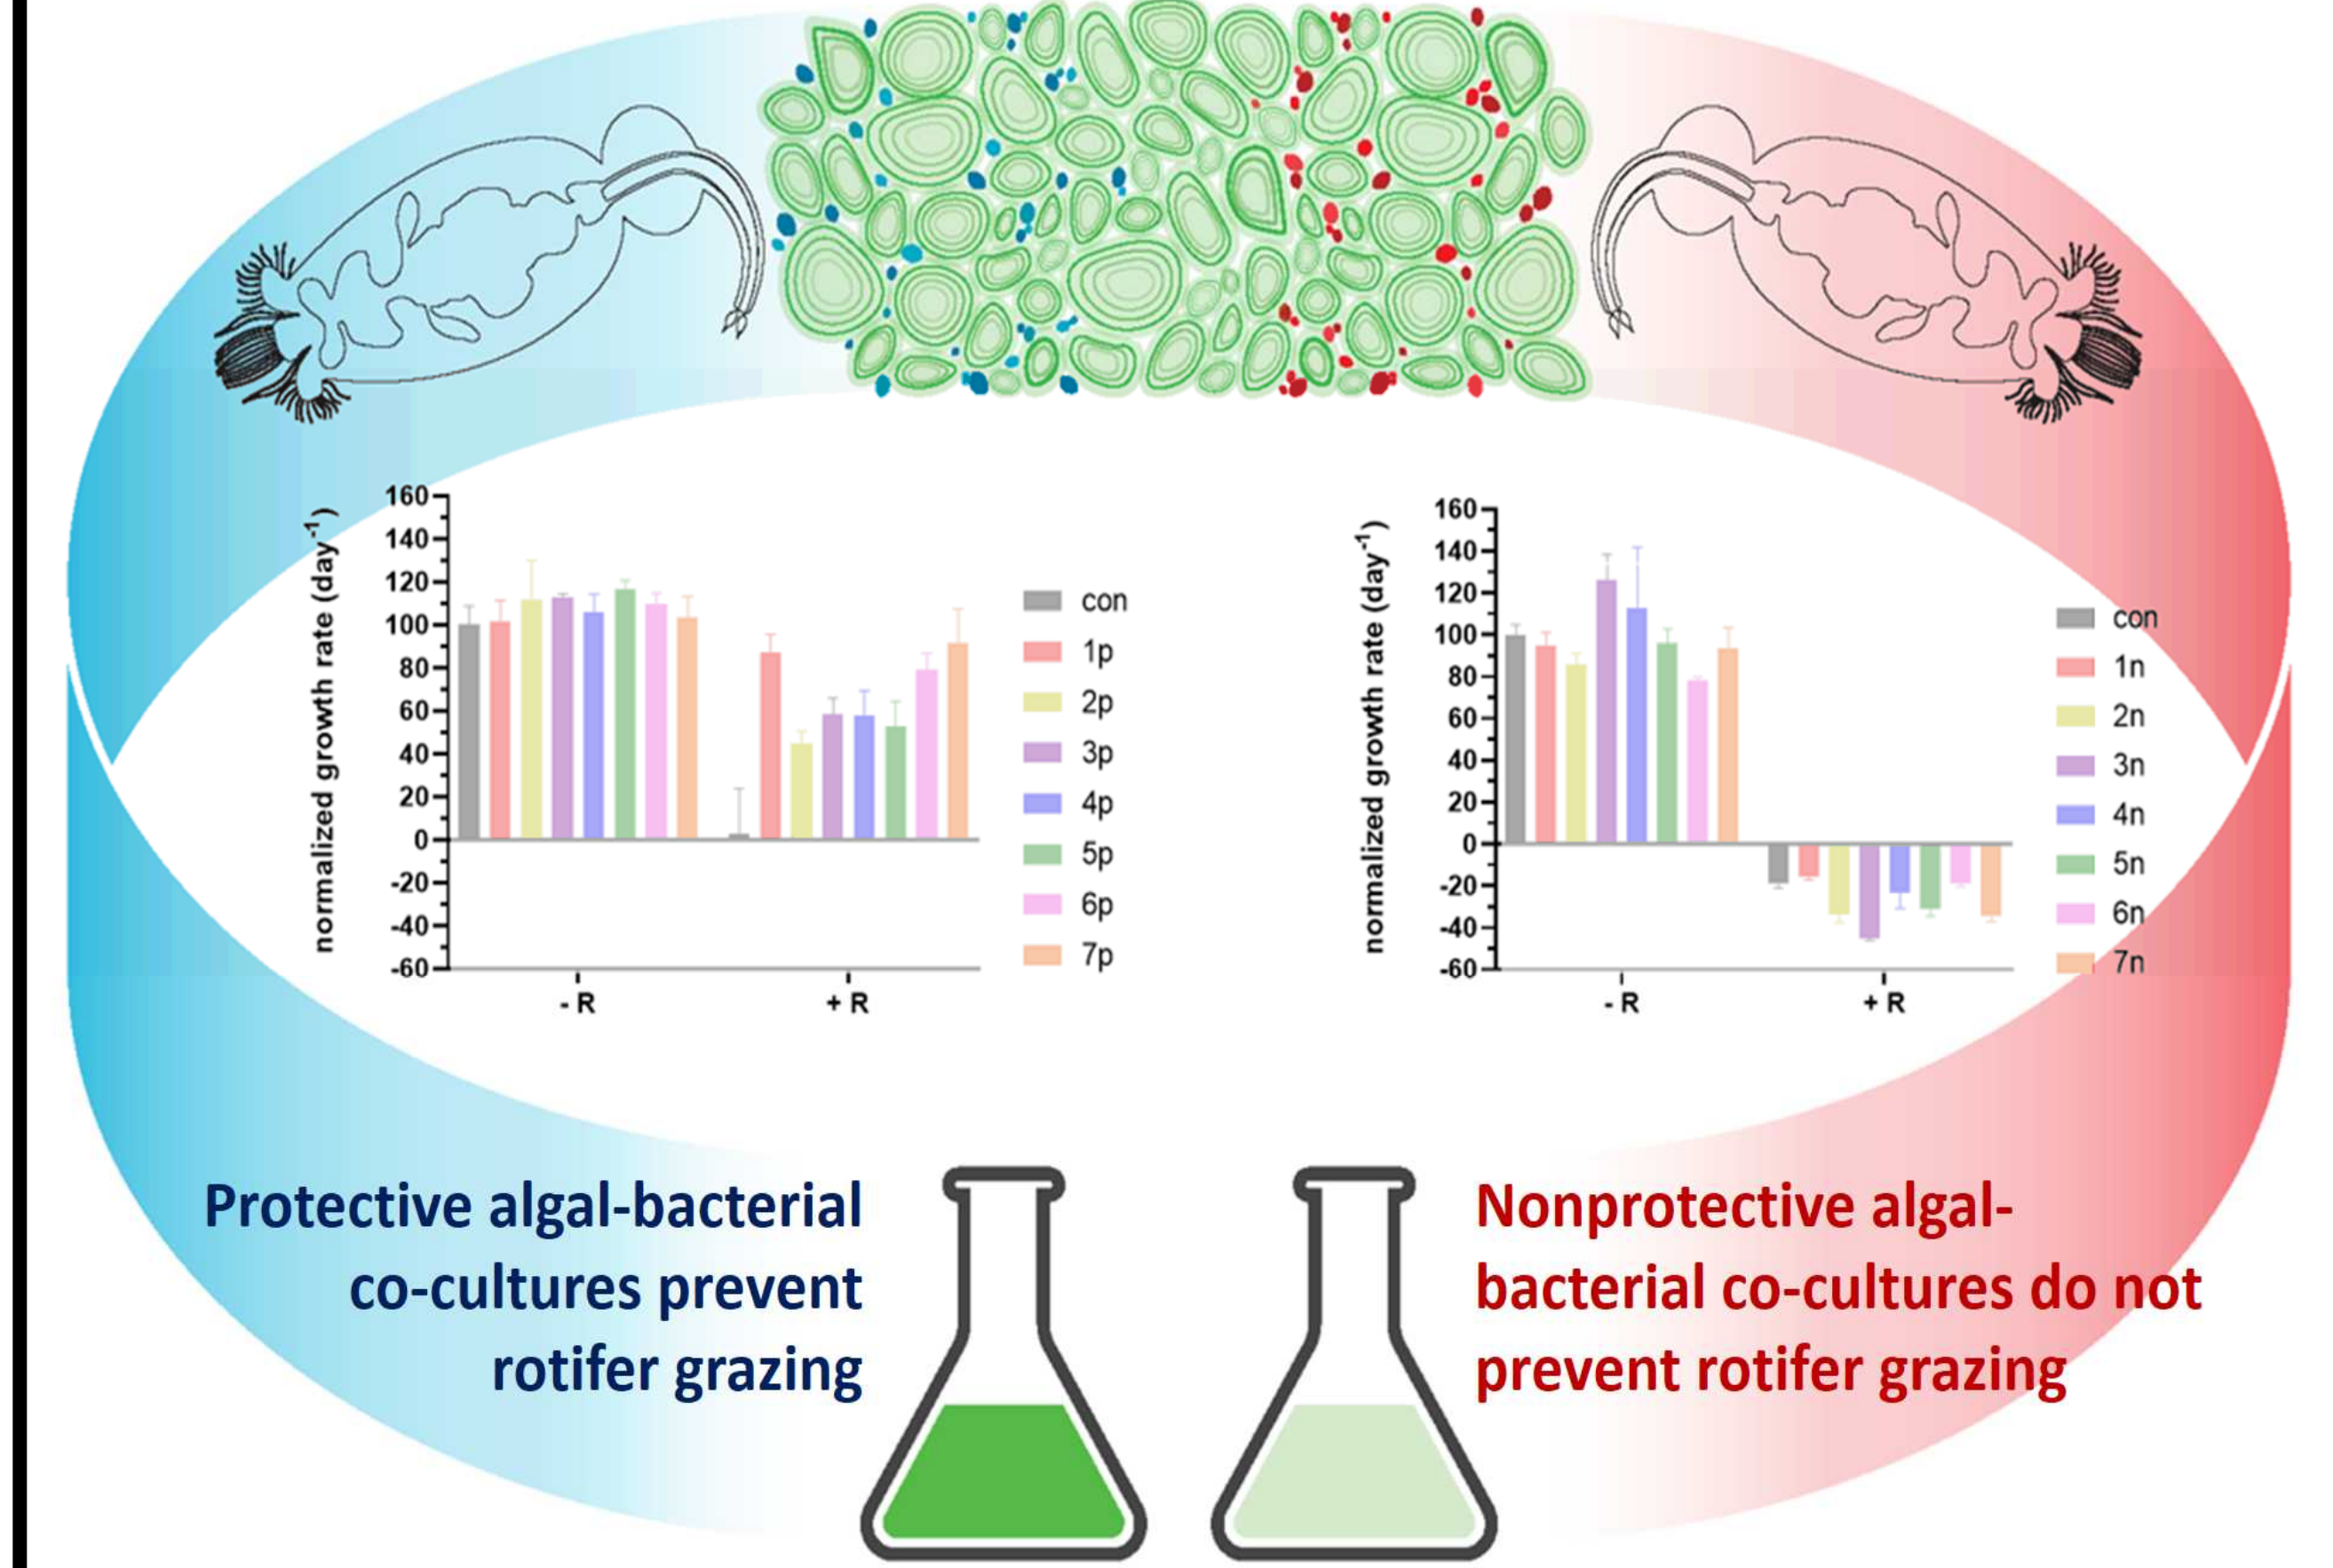 160
140
120
100
80
60
40
20
0
-20
-40
-60
normalized growth rate (day-1)
- R
+ R
con
1p
2p
3p
4p
5p
6p
7p
160
140
120
100
80
60
40
20
0
-20
-40
-60
normalized growth rate (day-1)
- R
+ R
con
1n
2n
3n
4n
5n
6n
7n
Protective algal-bacterial
co-cultures prevent
rotifer grazing
Nonprotective algal-
bacterial co-cultures do not
prevent rotifer grazing